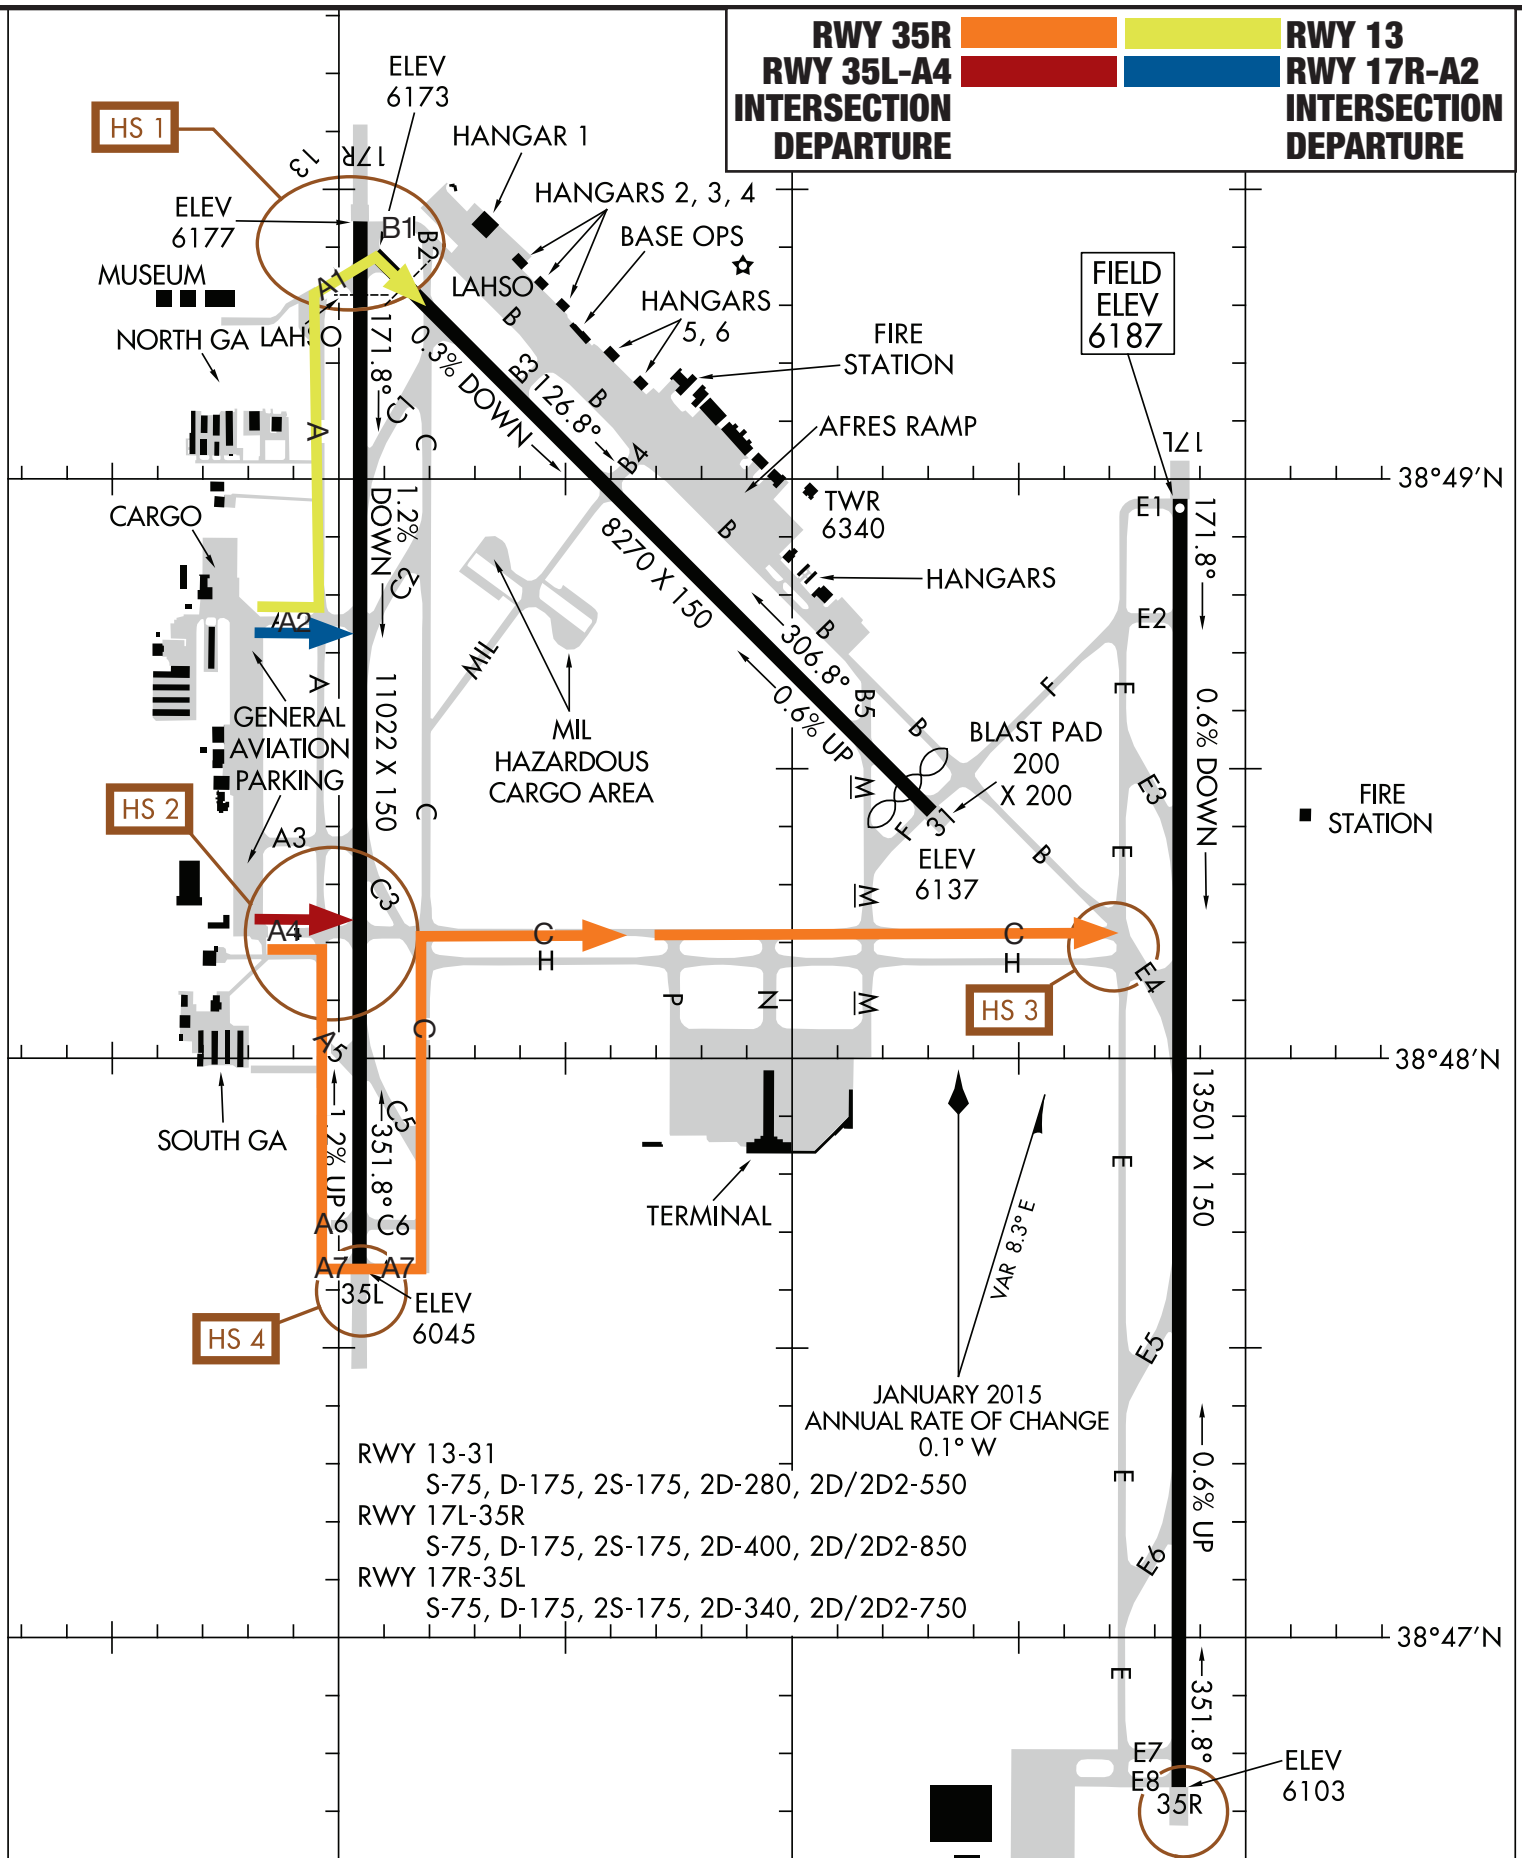 RWY 35R
RWY 13
RWY 35L-A4
INTERSECTION
DEPARTURE
RWY 17R-A2
INTERSECTION
DEPARTURE
ELEV
6173
HS 1
HANGAR 1
13
17R
HANGARS 2, 3, 4
ELEV
6177
B1
B2
BASE OPS
MUSEUM
A1
LAHSO
HANGARS
5, 6
FIELD
ELEV
6187
NORTH GA
LAHSO
FIRE
STATION
171.8°
0.3% DOWN
B
B3
126.8°
B
C1
A
C
AFRES RAMP
B4
17L
38°49'N
1.2%
DOWN
CARGO
TWR
6340
B
E1
171.8°
8270 X 150
C2
HANGARS
A2
E2
B
306.8°
MIL
A
11022 X 150
0.6% UP
B5
F
E
0.6% DOWN
GENERAL
AVIATION
PARKING
MIL
HAZARDOUS
CARGO AREA
B
BLAST PAD
200
X 200
HS 2
C
M
E3
FIRE
STATION
A3
F
31
ELEV
6137
B
E
C3
M
A4
C
H
C
H
E4
P
N
M
HS 3
A5
C
38°48'N
1.2% UP
351.8°
C5
SOUTH GA
13501 X 150
E
TERMINAL
VAR 8.3° E
A6
C6
A7
A7
35L
ELEV
6045
HS 4
E5
JANUARY 2015
ANNUAL RATE OF CHANGE
0.1° W
RWY 13-31
S-75, D-175, 2S-175, 2D-280, 2D/2D2-550
E
0.6% UP
RWY 17L-35R
S-75, D-175, 2S-175, 2D-400, 2D/2D2-850
E6
RWY 17R-35L
S-75, D-175, 2S-175, 2D-340, 2D/2D2-750
38°47'N
E
351.8°
E7
E8
35R
ELEV
6103